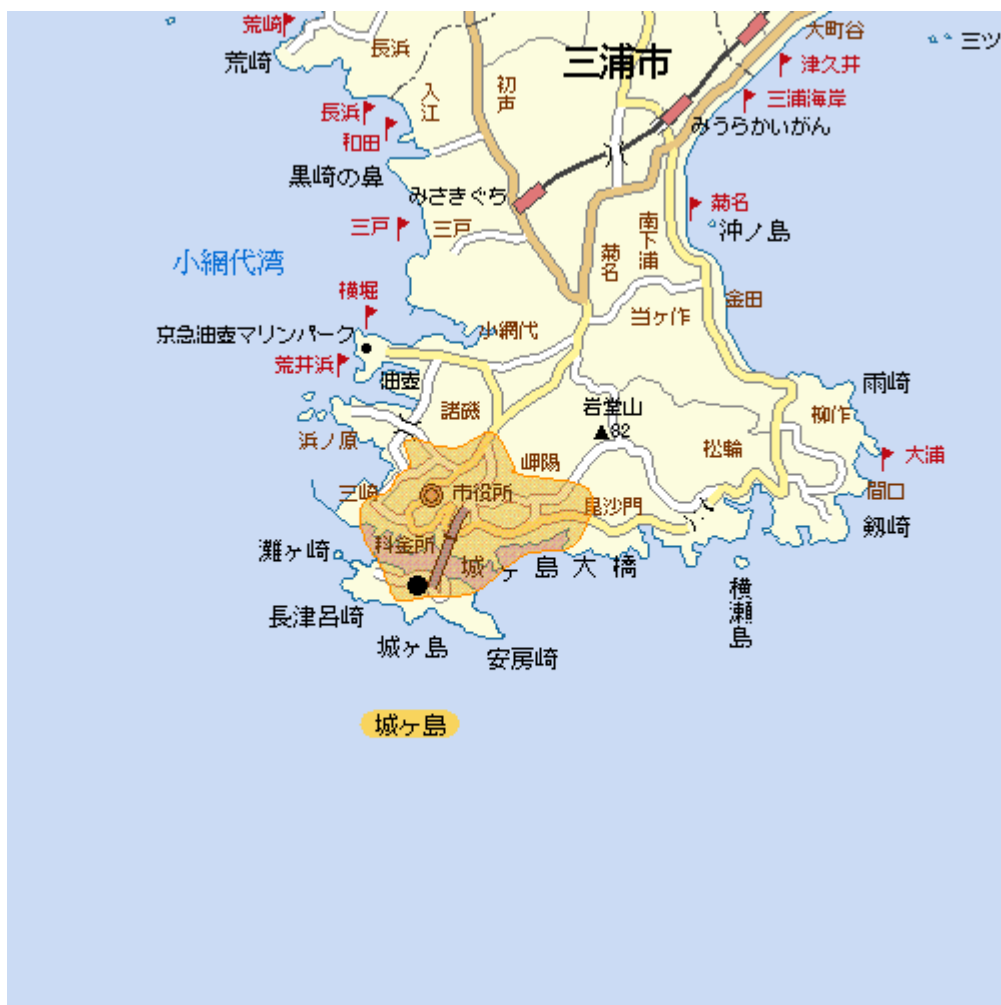 荒崎
大町谷
三ツ
長浜
荒崎
三浦市
津久井
入江
初声
長浜
三浦海岸
和田
みうらかいがん
黒崎の鼻
みさきぐち
菊名
三戸
三戸
沖ノ島
南下浦
菊名
小網代湾
横堀
金田
当ヶ作
小網代
京急油壺マリンパーク
荒井浜
油壺
雨崎
諸磯
岩堂山
82
柳作
浜ノ原
松輪
大浦
岬陽
三崎
市役所
間口
毘沙門
剱崎
料金所
灘ヶ崎
城ヶ島大橋
横瀬島
長津呂崎
城ヶ島
安房崎
城ヶ島